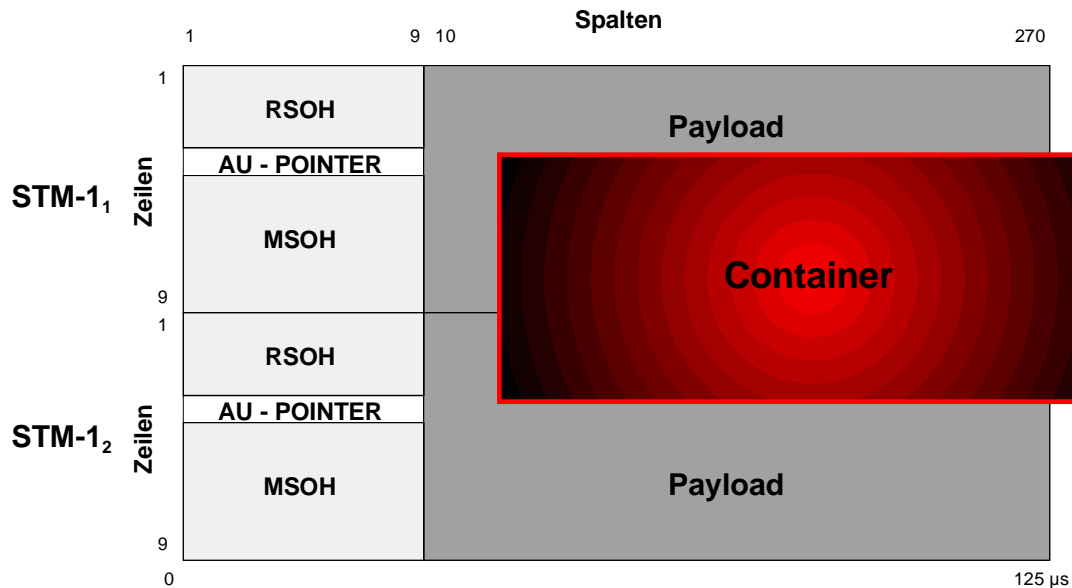 Spalten
1 9 10 270
1
RSOH
Payload
AU - POINTER
Zeilen
STM-1₁
MSOH
Container
9
1
RSOH
AU - POINTER
Zeilen
STM-1₂
MSOH
Payload
9
0 125 µs